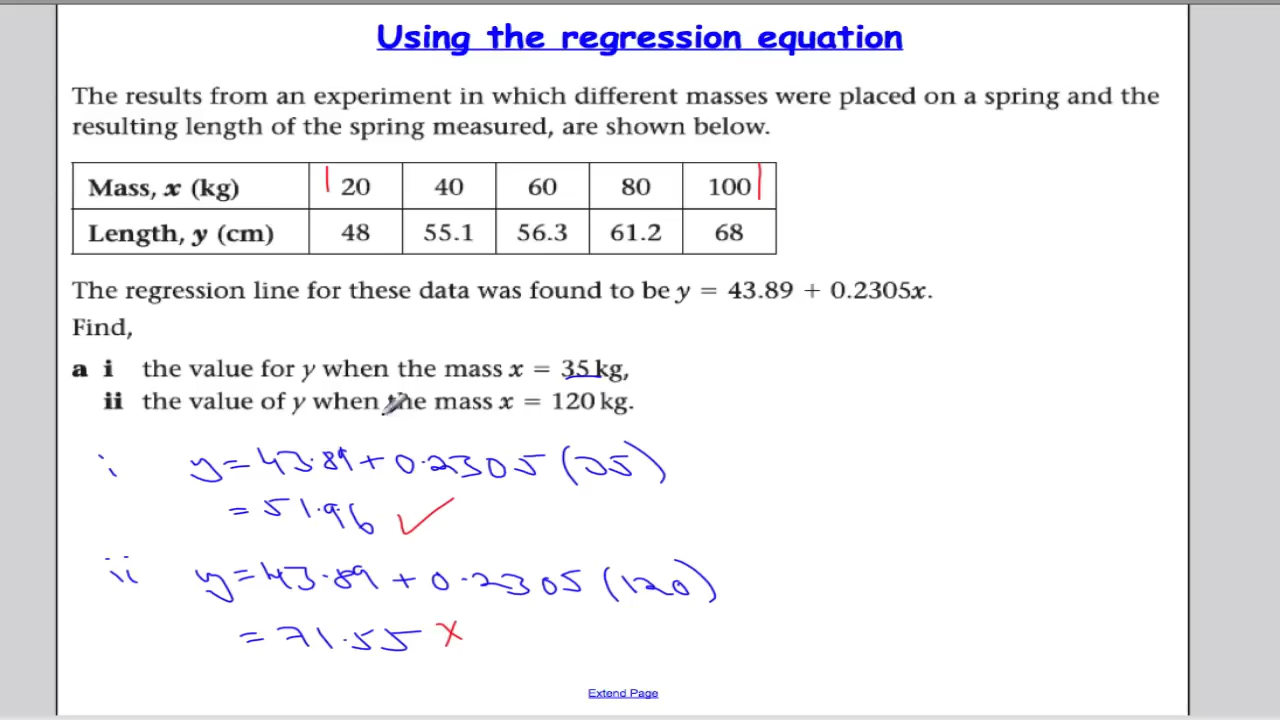 Using the regression equation
The results from an experiment in which different masses were placed on a spring and the
resulting length of the spring measured, are shown below.
Mass, x (kg) 20 40 60 80 100
Length, y (cm) 48 55.1 56.3 61.2 68
The regression line for these data was found to be y = 43.89 + 0.2305x.
Find,
a i the value for y when the mass x = 35 kg,
ii the value of y when the mass x = 120 kg.
i y = 43.89 + 0.2305 (35)
= 51.96 ✓
ii y = 43.89 + 0.2305 (120)
= 71.55 x
Extend Page